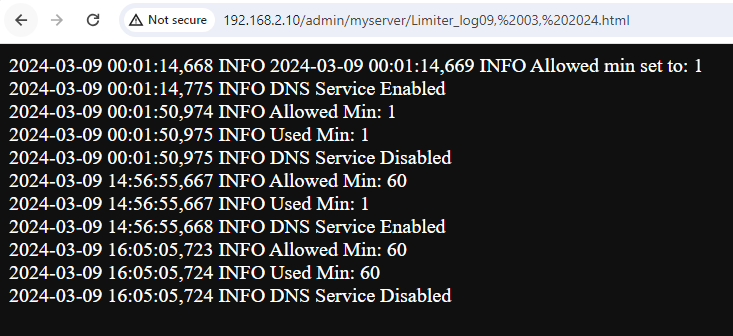 Not secure 192.168.2.10/admin/myserver/Limiter_log09,%2003,%202024.html
2024-03-09 00:01:14,668 INFO 2024-03-09 00:01:14,669 INFO Allowed min set to: 1
2024-03-09 00:01:14,775 INFO DNS Service Enabled
2024-03-09 00:01:50,974 INFO Allowed Min: 1
2024-03-09 00:01:50,975 INFO Used Min: 1
2024-03-09 00:01:50,975 INFO DNS Service Disabled
2024-03-09 14:56:55,667 INFO Allowed Min: 60
2024-03-09 14:56:55,667 INFO Used Min: 1
2024-03-09 14:56:55,668 INFO DNS Service Enabled
2024-03-09 16:05:05,723 INFO Allowed Min: 60
2024-03-09 16:05:05,724 INFO Used Min: 60
2024-03-09 16:05:05,724 INFO DNS Service Disabled